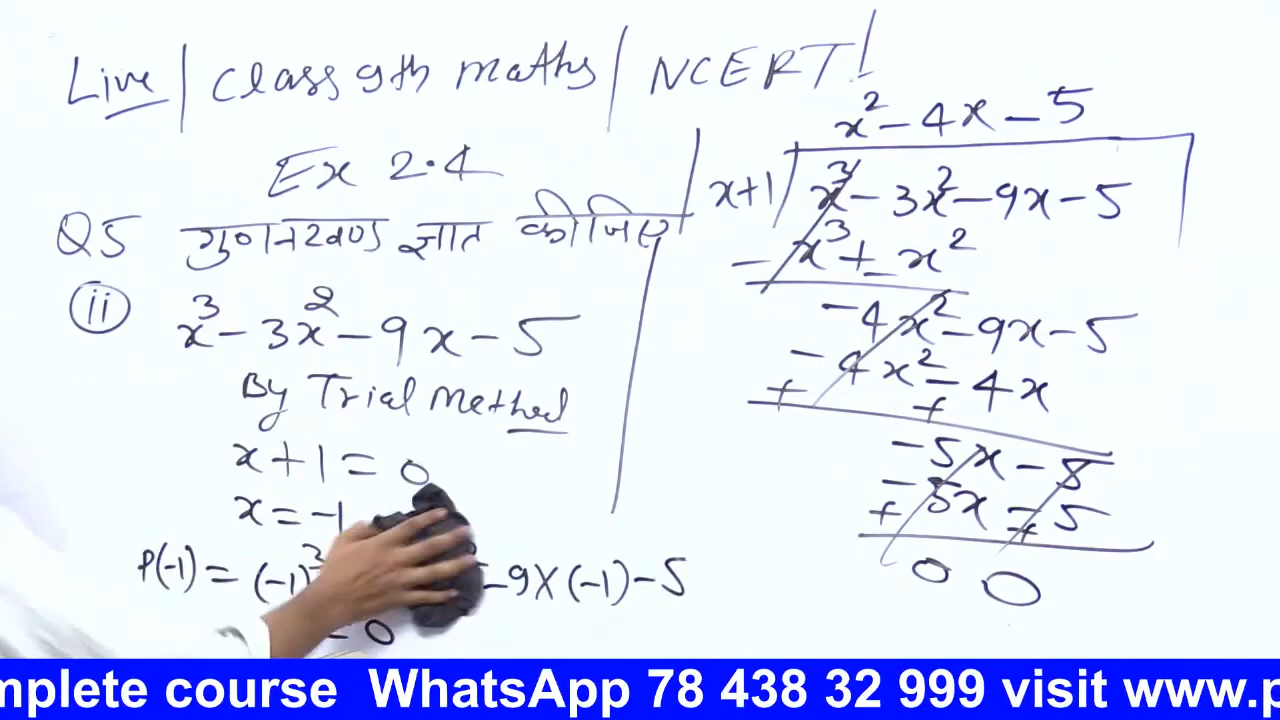 Live | Class 9th maths | NCERT!
Ex 2.4
Q5 गुणनखण्ड ज्ञात कीजिए
(ii) x³ - 3x² - 9x - 5
By Trial Method
x + 1 = 0
x = -1
P(-1) = (-1)³ - 9 X (-1) - 5
= 0
x² - 4x - 5
x+1 x³ - 3x² - 9x - 5
- x³ + - x²
- 4x² - 9x - 5
- 4x² - 4x
+ +
- 5x - 5
- 5x - 5
+ +
0 0
mplete course WhatsApp 78 438 32 999 visit www.p